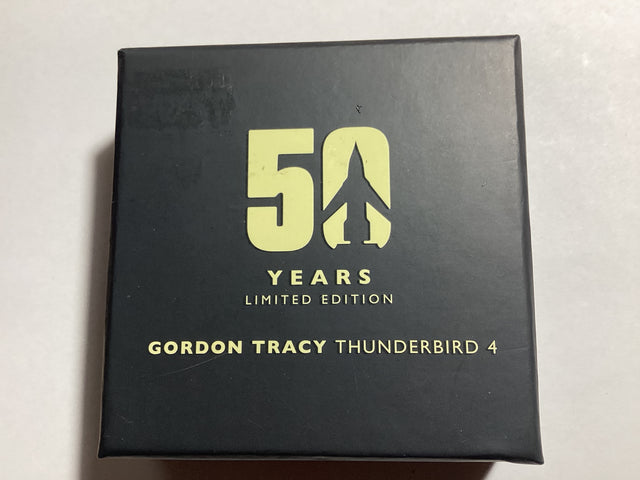 50
YEARS
LIMITED EDITION
GORDON TRACY THUNDERBIRD 4